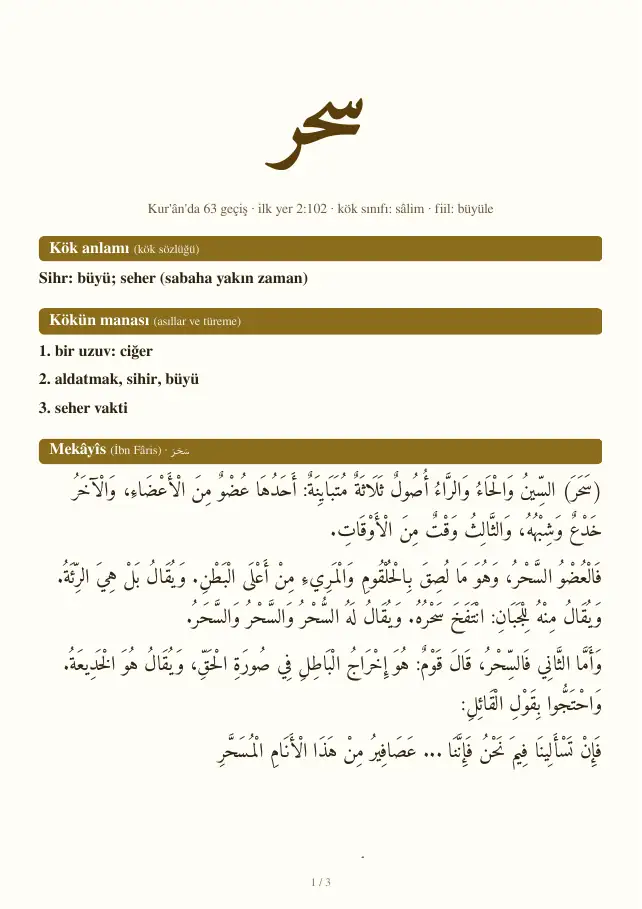 سحر
Kur'ân'da 63 geçiş · ilk yer 2:102 · kök sınıfı: sâlim · fiil: büyüle
Kök anlamı (kök sözlüğü)
Sihr: büyü; seher (sabaha yakın zaman)
Kökün manası (asıllar ve türeme)
1. bir uzuv: ciğer
2. aldatmak, sihir, büyü
3. seher vakti
Mekâyîs (İbn Fâris) · سَحَرَ
(سَحَرَ) السِّينُ وَالْحَاءُ وَالرَّاءُ أُصُولٌ ثَلَاثَةٌ مُتَبَايِنَةٌ: أَحَدُهَا عُضْوٌ مِنَ الْأَعْضَاءِ، وَالْآخَرُ
خَدْعٌ وَشِبْهُهُ، وَالثَّالِثُ وَقْتٌ مِنَ الْأَوْقَاتِ.
فَالْعُضْوُ السَّحْرُ، وَهُوَ مَا لُصِقَ بِالْحُلْقُومِ وَالْمَرِيءِ مِنْ أَعْلَى الْبَطْنِ. وَيُقَالُ بَلْ هِيَ الرِّئَةُ.
وَيُقَالُ مِنْهُ لِلْجَبَانِ: انْتَفَخَ سَحْرُهُ. وَيُقَالُ لَهُ السُّحْرُ وَالسَّحْرُ وَالسَّحَرُ.
وَأَمَّا الثَّانِي فَالسِّحْرُ، قَالَ قَوْمٌ: هُوَ إِخْرَاجُ الْبَاطِلِ فِي صُورَةِ الْحَقِّ، وَيُقَالُ هُوَ الْخَدِيعَةُ.
وَاحْتَجُّوا بِقَوْلِ الْقَائِلِ:
فَإِنْ تَسْأَلِينَا فِيمَ نَحْنُ فَإِنَّنَا ... عَصَافِيرُ مِنْ هَذَا الْأَنَامِ الْمُسَحَّرِ
1 / 3